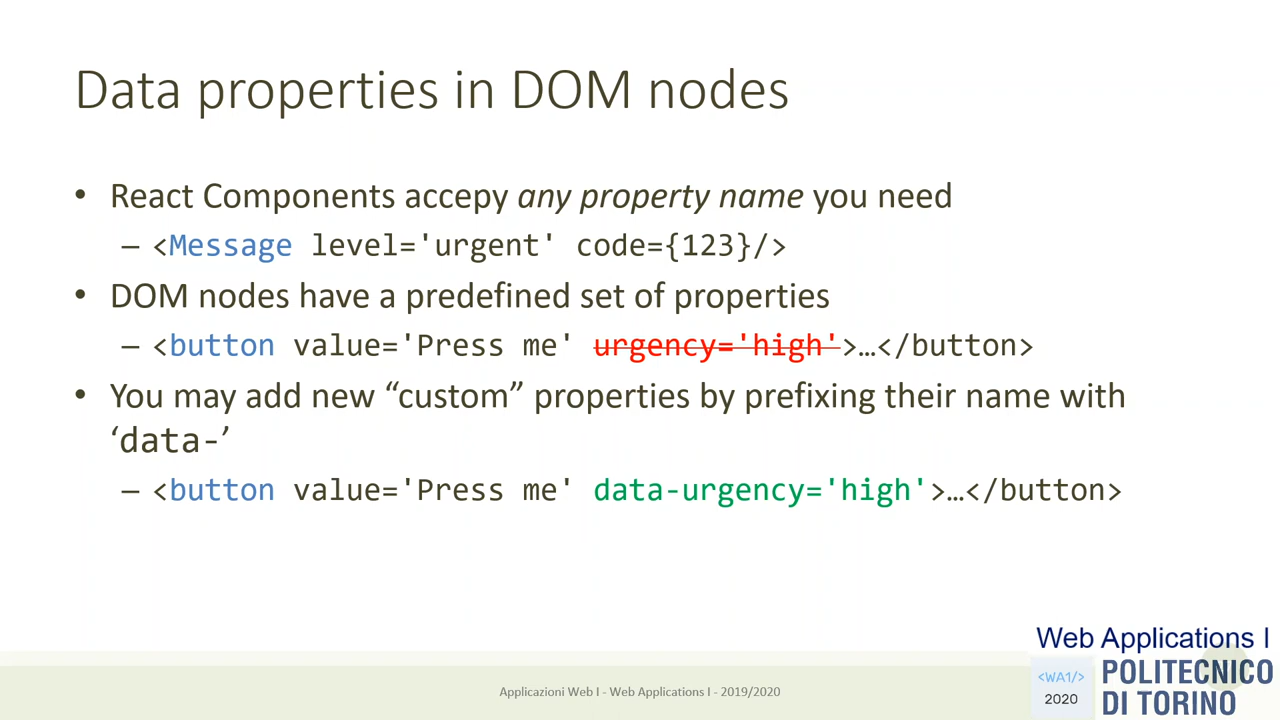 Data properties in DOM nodes
• React Components accepy any property name you need
– <Message level='urgent' code={123}/>
• DOM nodes have a predefined set of properties
– <button value='Press me' urgency='high'>…</button>
• You may add new “custom” properties by prefixing their name with
‘data-’
– <button value='Press me' data-urgency='high'>…</button>
Web Applications I
<WA1/>
2020
POLITECNICO
DI TORINO
Applicazioni Web I - Web Applications I - 2019/2020